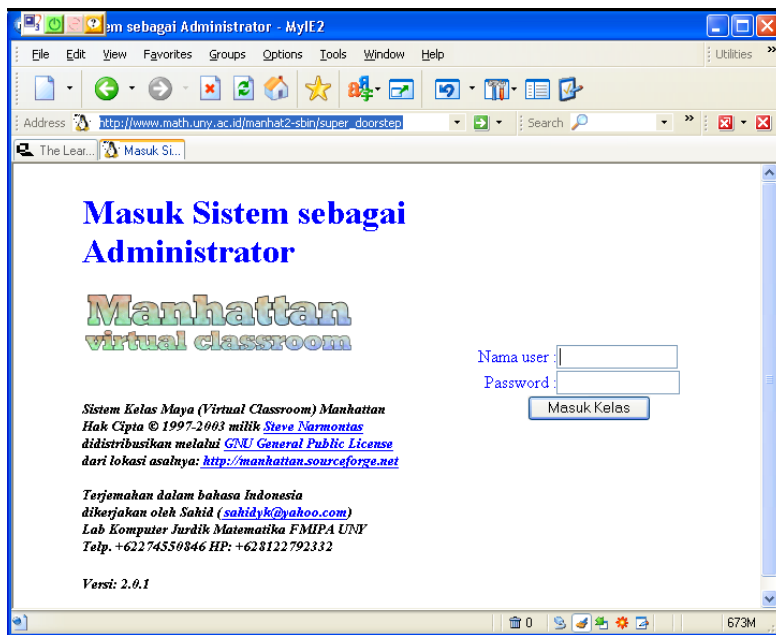 em sebagai Administrator - MyIE2
File Edit View Favorites Groups Options Tools Window Help
Utilities »
Address http://www.math.uny.ac.id/manhat2-sbin/super_doorstep
Search »
The Lear... Masuk Si...
Masuk Sistem sebagai
Administrator
Manhattan
virtual classroom
Nama user :
Password :
Masuk Kelas
Sistem Kelas Maya (Virtual Classroom) Manhattan
Hak Cipta © 1997-2003 milik Steve Narmontas
didistribusikan melalui GNU General Public License
dari lokasi asalnya: http://manhattan.sourceforge.net
Terjemahan dalam bahasa Indonesia
dikerjakan oleh Sahid (sahidyk@yahoo.com)
Lab Komputer Jurdik Matematika FMIPA UNY
Telp. +62274550846 HP: +628122792332
Versi: 2.0.1
0 673M